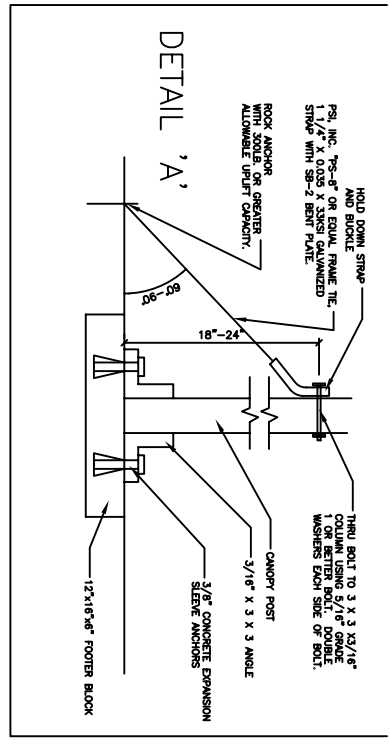 HOLD DOWN STRAP
AND BUCKLE
PSI, INC. "PS-8" OR EQUAL FRAME TIE,
1 1/4" X 0.035 X 33KSI GALVANIZED
STRAP WITH SB-2 BENT PLATE.
ROCK ANCHOR
WITH 300LB. OR GREATER
ALLOWABLE UPLIFT CAPACITY.
DETAIL 'A'
60°-90°
18"-24"
THRU BOLT TO 3 X 3 X3/16"
COLUMN USING 5/16" GRADE
1 OR BETTER BOLT. DOUBLE
WASHERS EACH SIDE OF BOLT.
CANOPY POST
3/16" X 3 X 3 ANGLE
3/8" CONCRETE EXPANSION
SLEEVE ANCHORS
12"x16"x6" FOOTER BLOCK